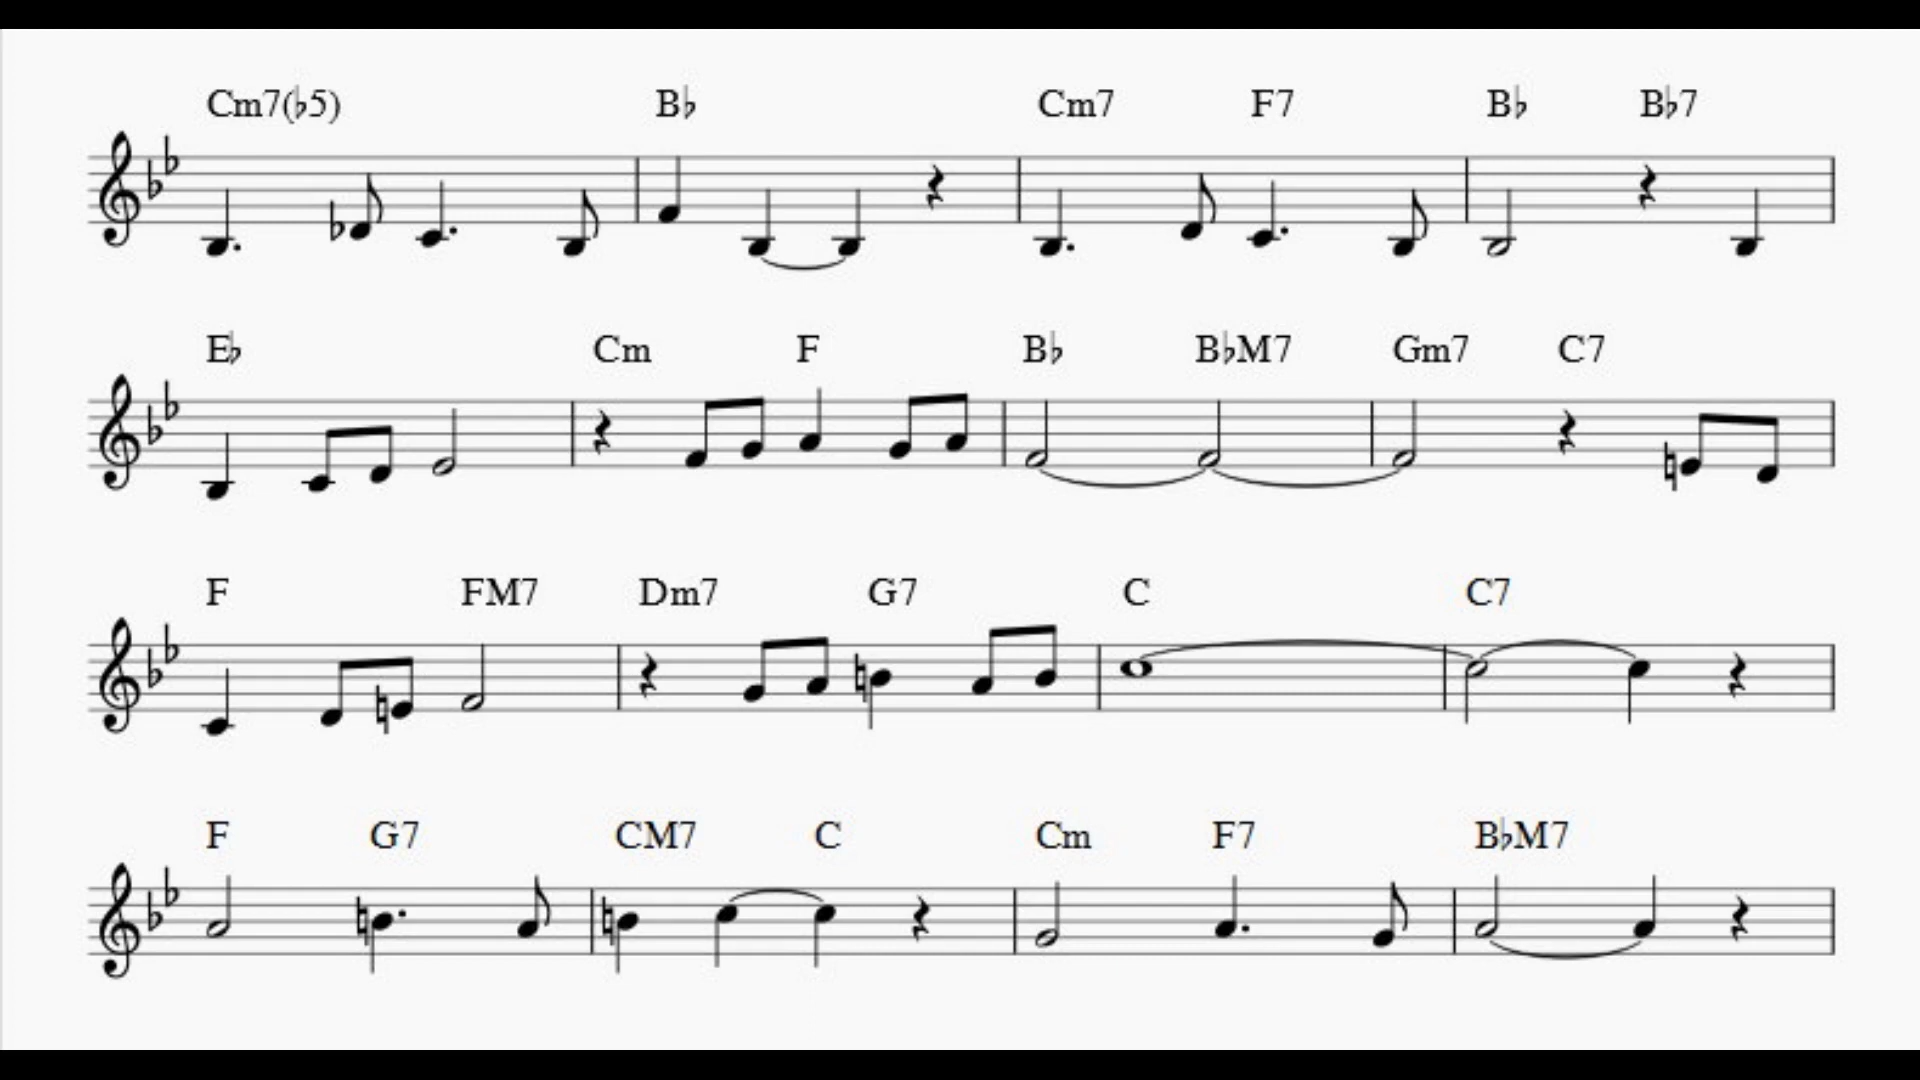 Cm7(♭5) B♭ Cm7 F7 B♭ B♭7
E♭ Cm F B♭ B♭M7 Gm7 C7
F FM7 Dm7 G7 C C7
F G7 CM7 C Cm F7 B♭M7